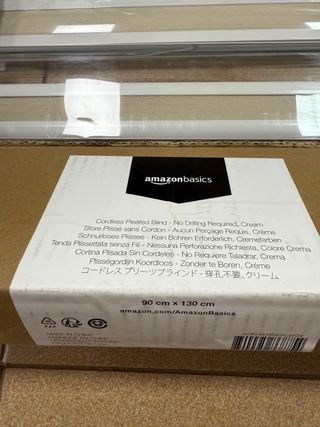 amazonbasics
Cordless Pleated Blind - No Drilling Required, Cream
Store Plissé sans Cordon - Aucun Perçage Requis, Crème
Schnurloses Plissee - Kein Bohren Erforderlich, Cremefarben
Tenda Plissettata senza Fili - Nessuna Perforazione Richiesta, Colore Crema
Cortina Plisada Sin Cordeles - No Requiere Taladrar, Crema
Plisségordijn Koordloos - Zonder te Boren, Crème
コードレス プリーツブラインド - 穿孔不要、クリーム
90 cm x 130 cm
amazon.com/AmazonBasics
PAP